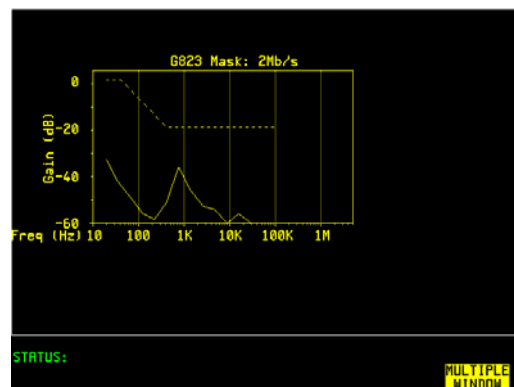 G823 Mask: 2Mb/s
Gain (dB)
0
-20
-40
-60
Freq (Hz) 10 100 1K 10K 100K 1M
STATUS:
MULTIPLE
WINDOW